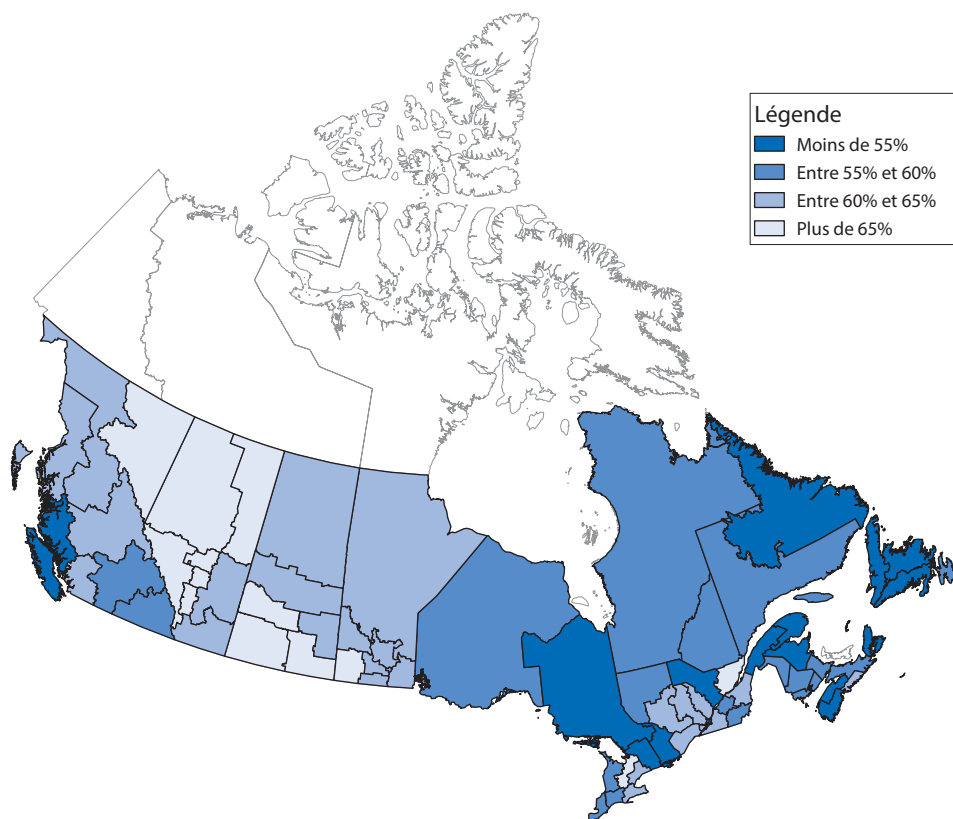 Légende
Moins de 55%
Entre 55% et 60%
Entre 60% et 65%
Plus de 65%